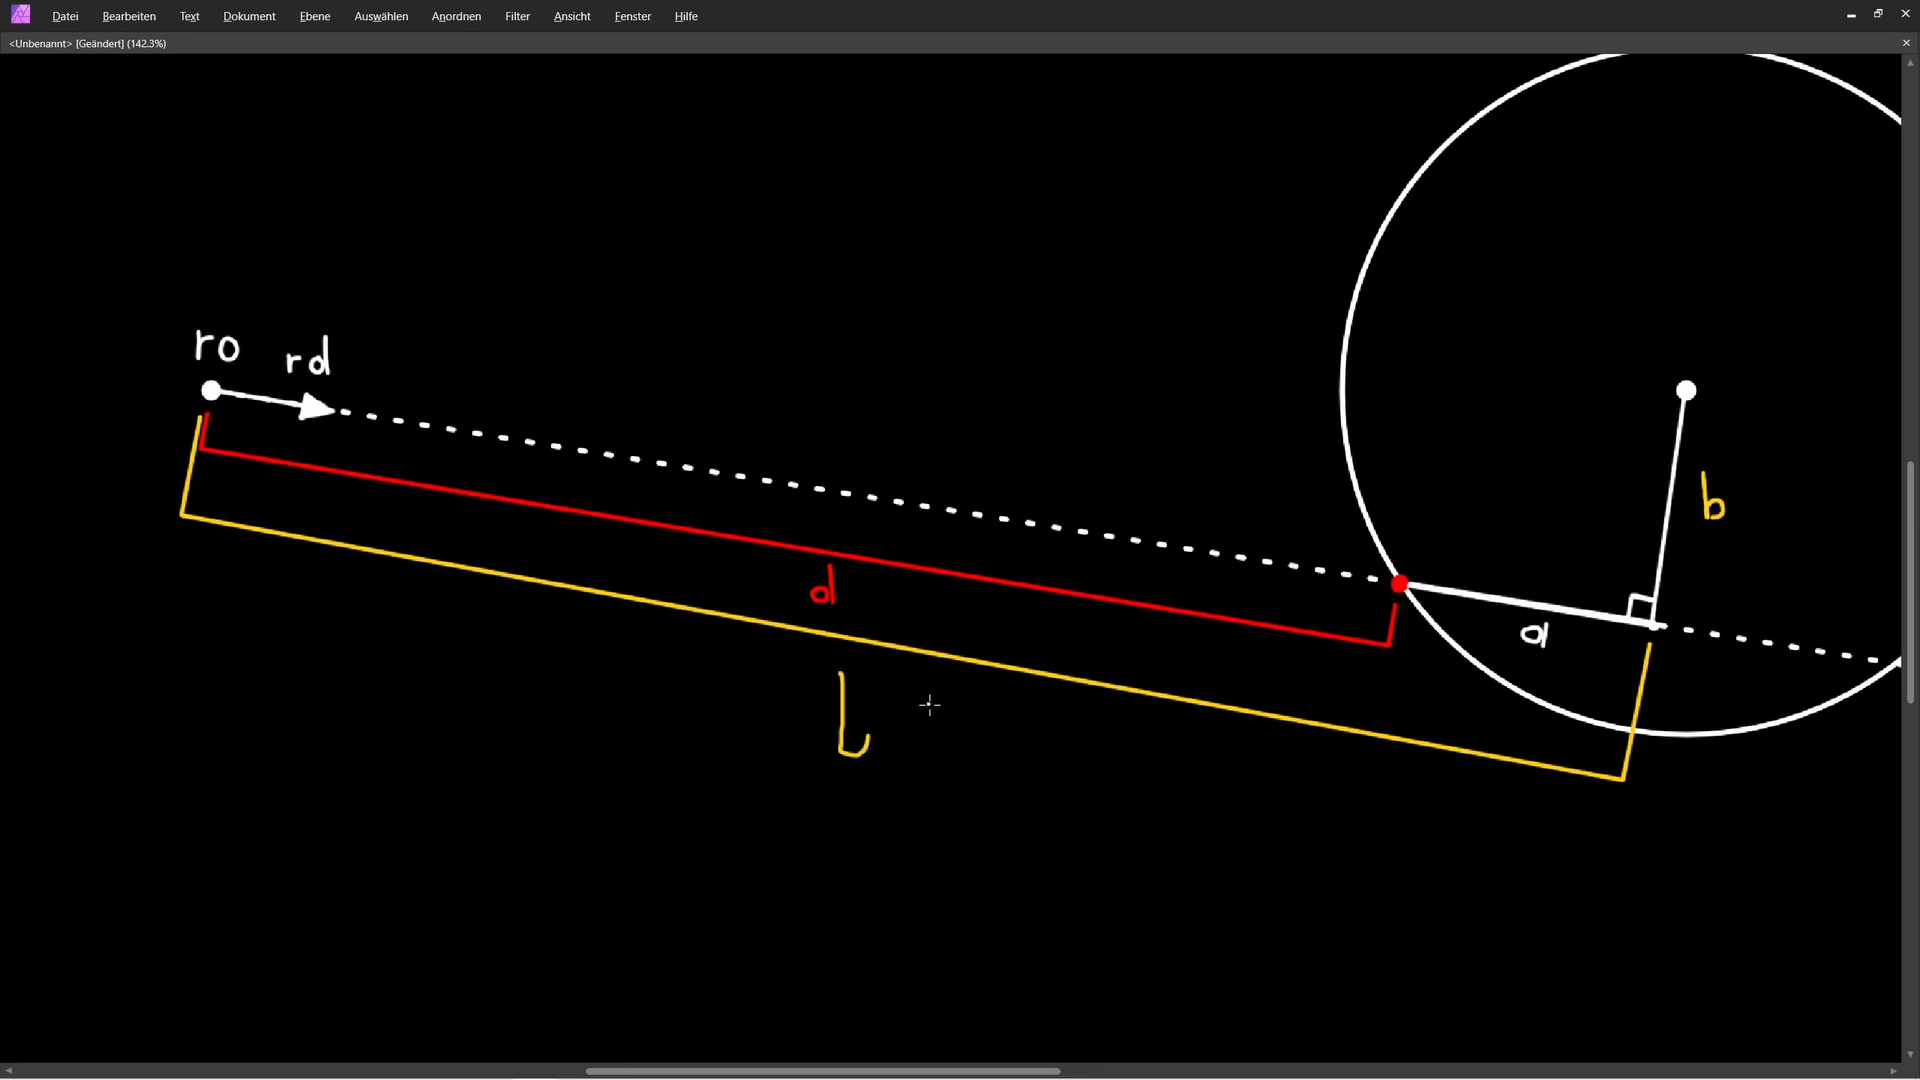 Datei Bearbeiten Text Dokument Ebene Auswählen Anordnen Filter Ansicht Fenster Hilfe
<Unbenannt> [Geändert] (142.3%)
ro
rd
b
d
a
L